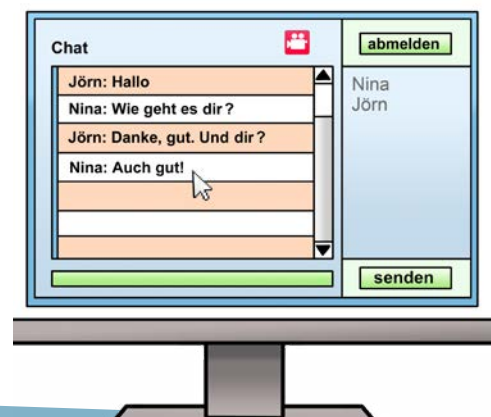 Chat
abmelden
Jörn: Hallo
Nina: Wie geht es dir?
Jörn: Danke, gut. Und dir?
Nina: Auch gut!
Nina
Jörn
senden